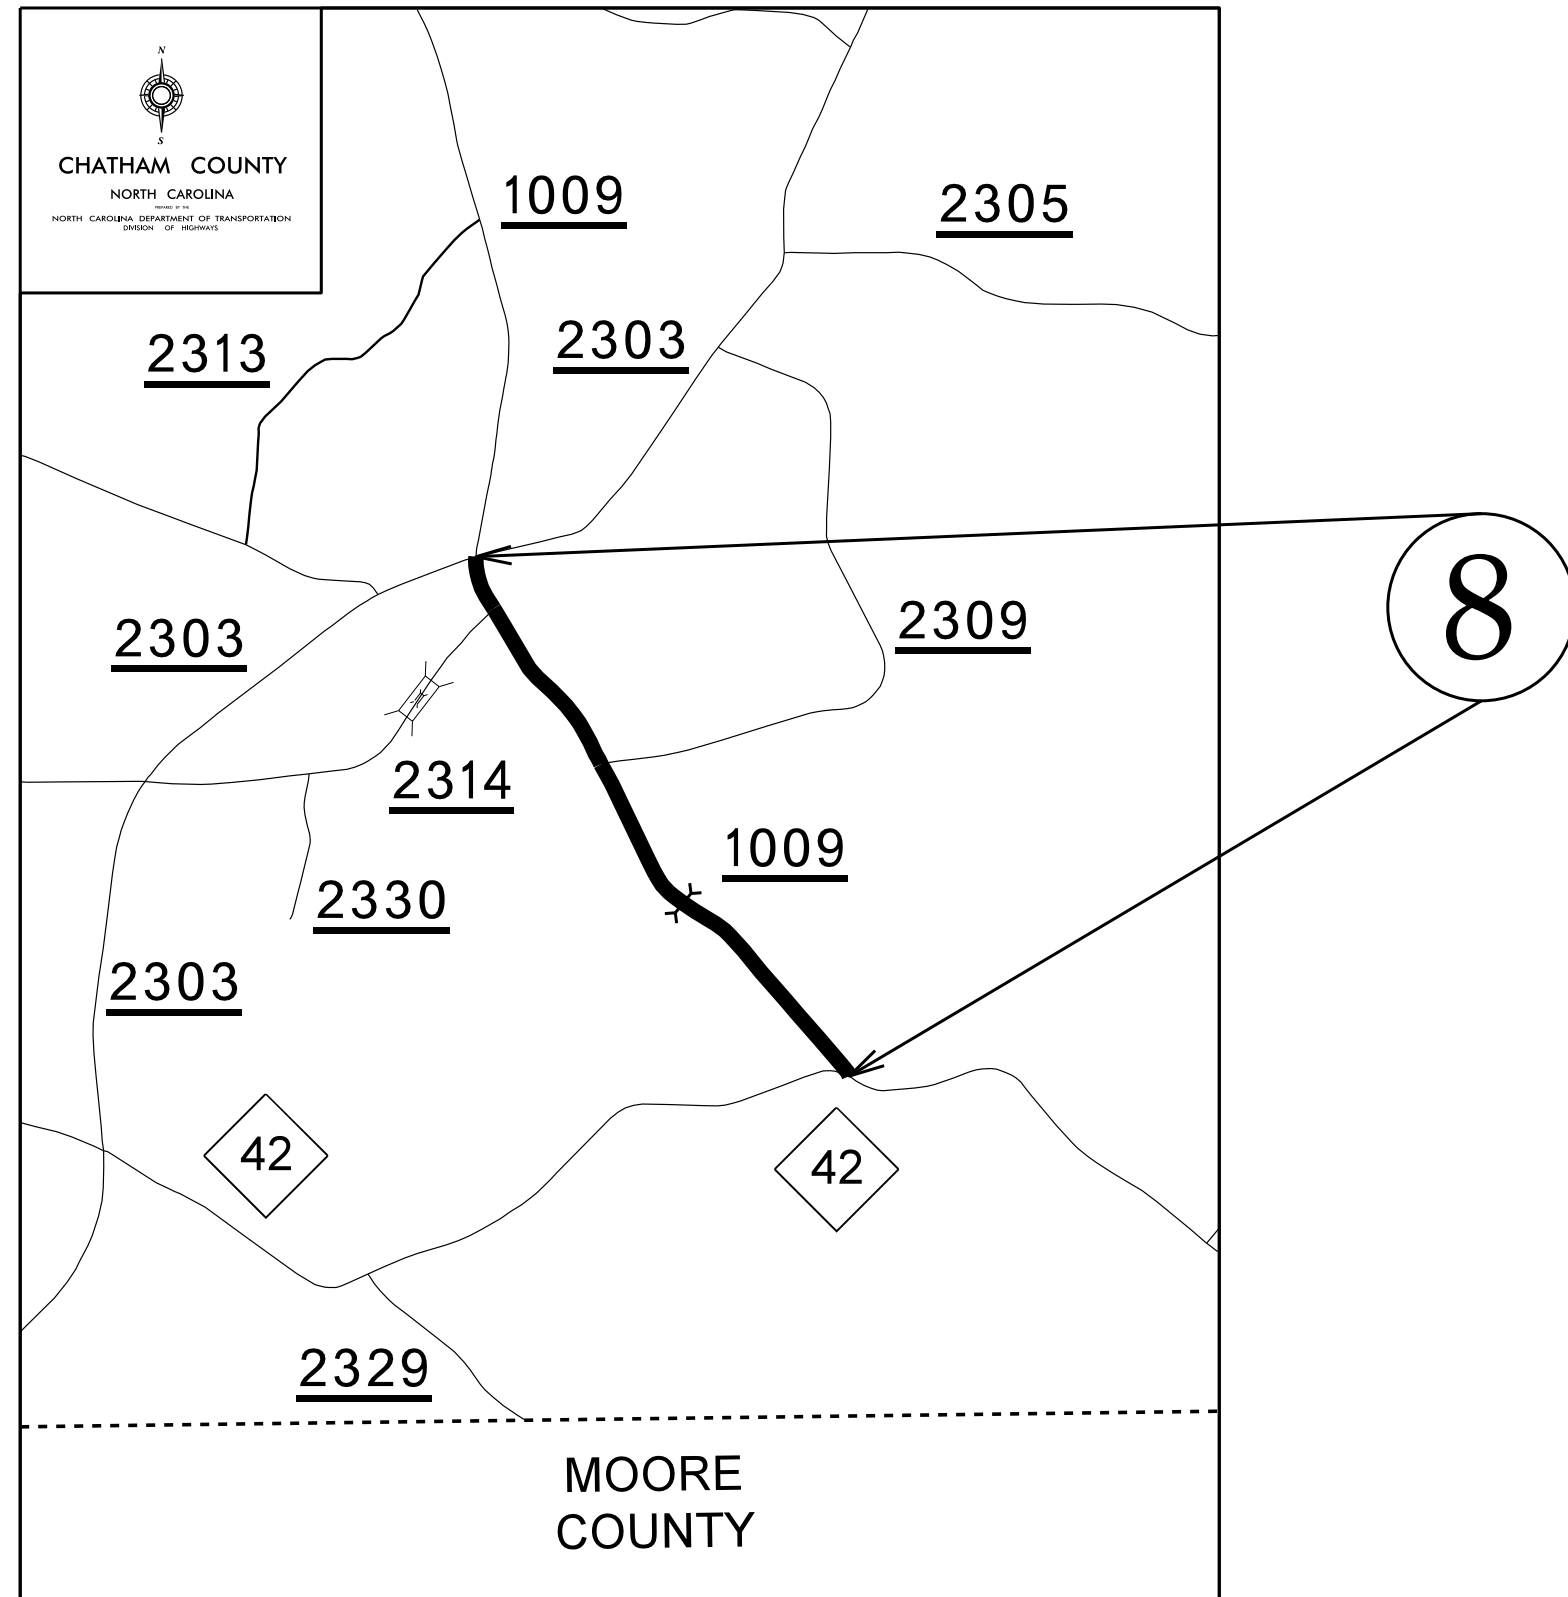 N
S
CHATHAM COUNTY
NORTH CAROLINA
PREPARED BY THE
NORTH CAROLINA DEPARTMENT OF TRANSPORTATION
DIVISION OF HIGHWAYS
1009
2305
2313
2303
8
2303
2309
2314
1009
2330
2303
42
42
2329
MOORE
COUNTY